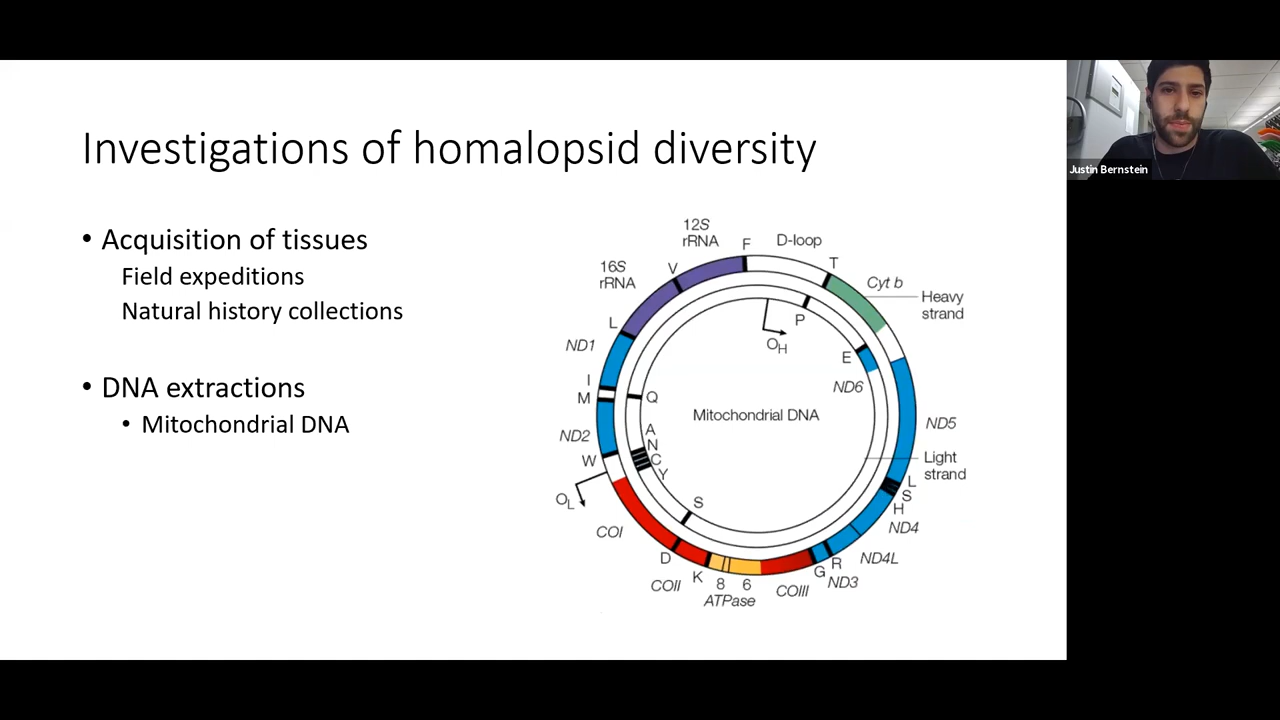 Investigations of homalopsid diversity
• Acquisition of tissues
Field expeditions
Natural history collections
• DNA extractions
• Mitochondrial DNA
12S
rRNA
F
D-loop
T
Cyt b
Heavy
strand
16S
rRNA
V
L
ND1
I
M
ND2
W
OL
COI
D
COII
K
8
6
ATPase
COIII
G
R
ND3
ND4L
ND4
H
S
L
Light
strand
ND5
P
OH
E
ND6
Q
Mitochondrial DNA
A
N
C
Y
S
Justin Bernstein